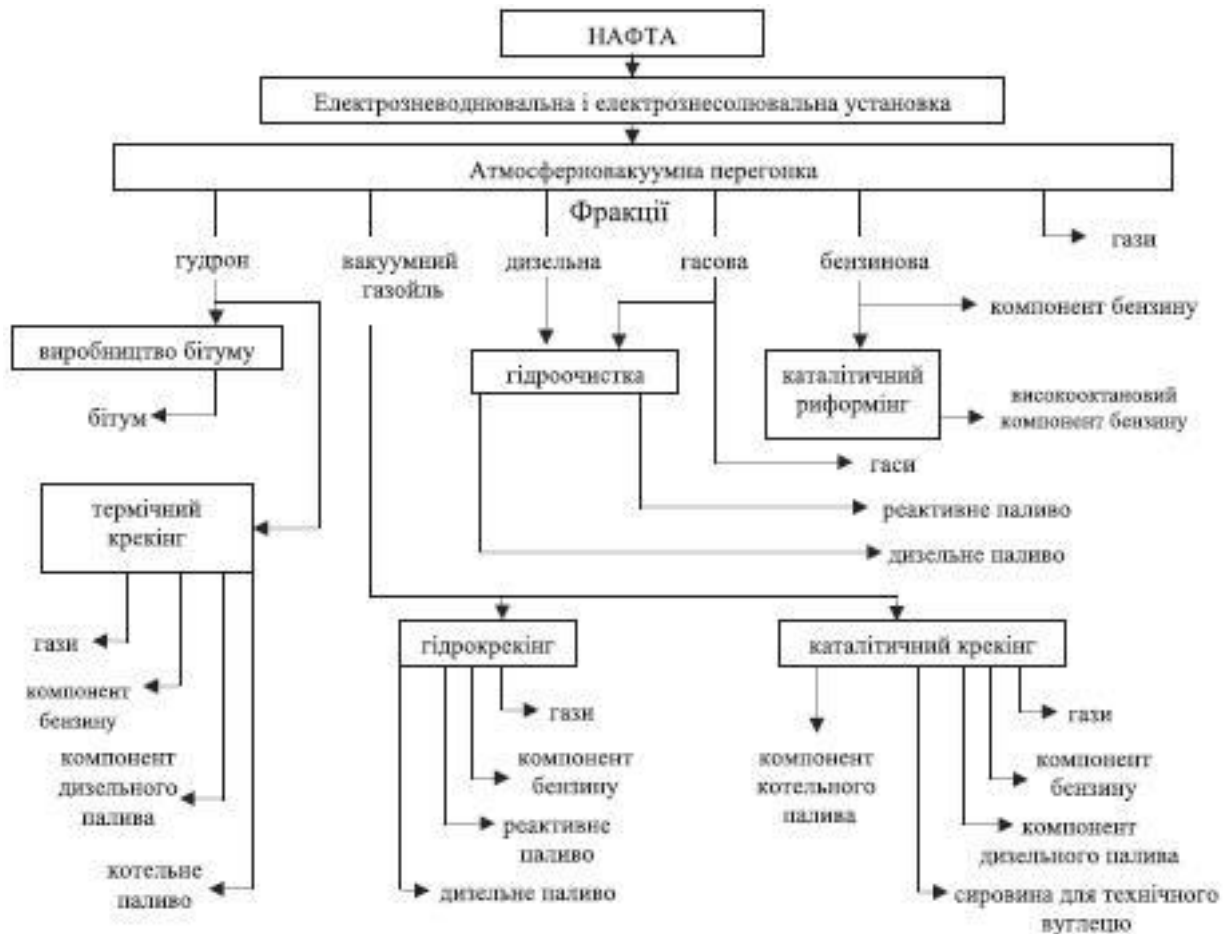 НАФТА
Електрозневоднювальна і електрознесолювальна установка
Атмосферновакуумна перегонка
Фракції
гудрон
вакуумний
газойль
дизельна
гасова
бензинова
гази
компонент бензину
виробництво бітуму
гідроочистка
каталітичний
риформінг
високооктановий
компонент бензину
бітум
гаси
термічний
крекінг
реактивне паливо
дизельне паливо
гідрокрекінг
каталітичний крекінг
гази
компонент
бензину
компонент
дизельного
палива
котельне
паливо
гази
компонент
бензину
реактивне
паливо
дизельне паливо
компонент
котельного
палива
гази
компонент
бензину
компонент
дизельного палива
сировина для технічного
вуглецю